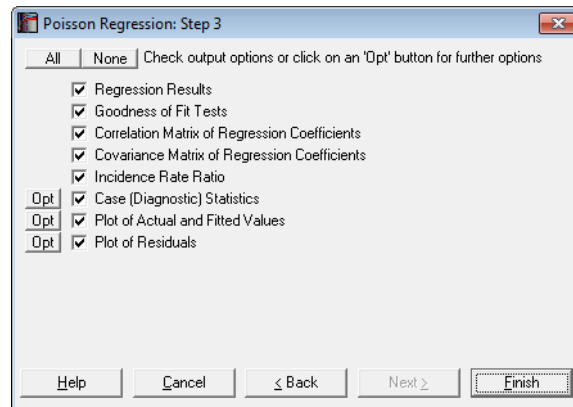 Poisson Regression: Step 3
All None Check output options or click on an 'Opt' button for further options
Regression Results
Goodness of Fit Tests
Correlation Matrix of Regression Coefficients
Covariance Matrix of Regression Coefficients
Incidence Rate Ratio
Opt Case (Diagnostic) Statistics
Opt Plot of Actual and Fitted Values
Opt Plot of Residuals
Help Cancel < Back Next > Finish